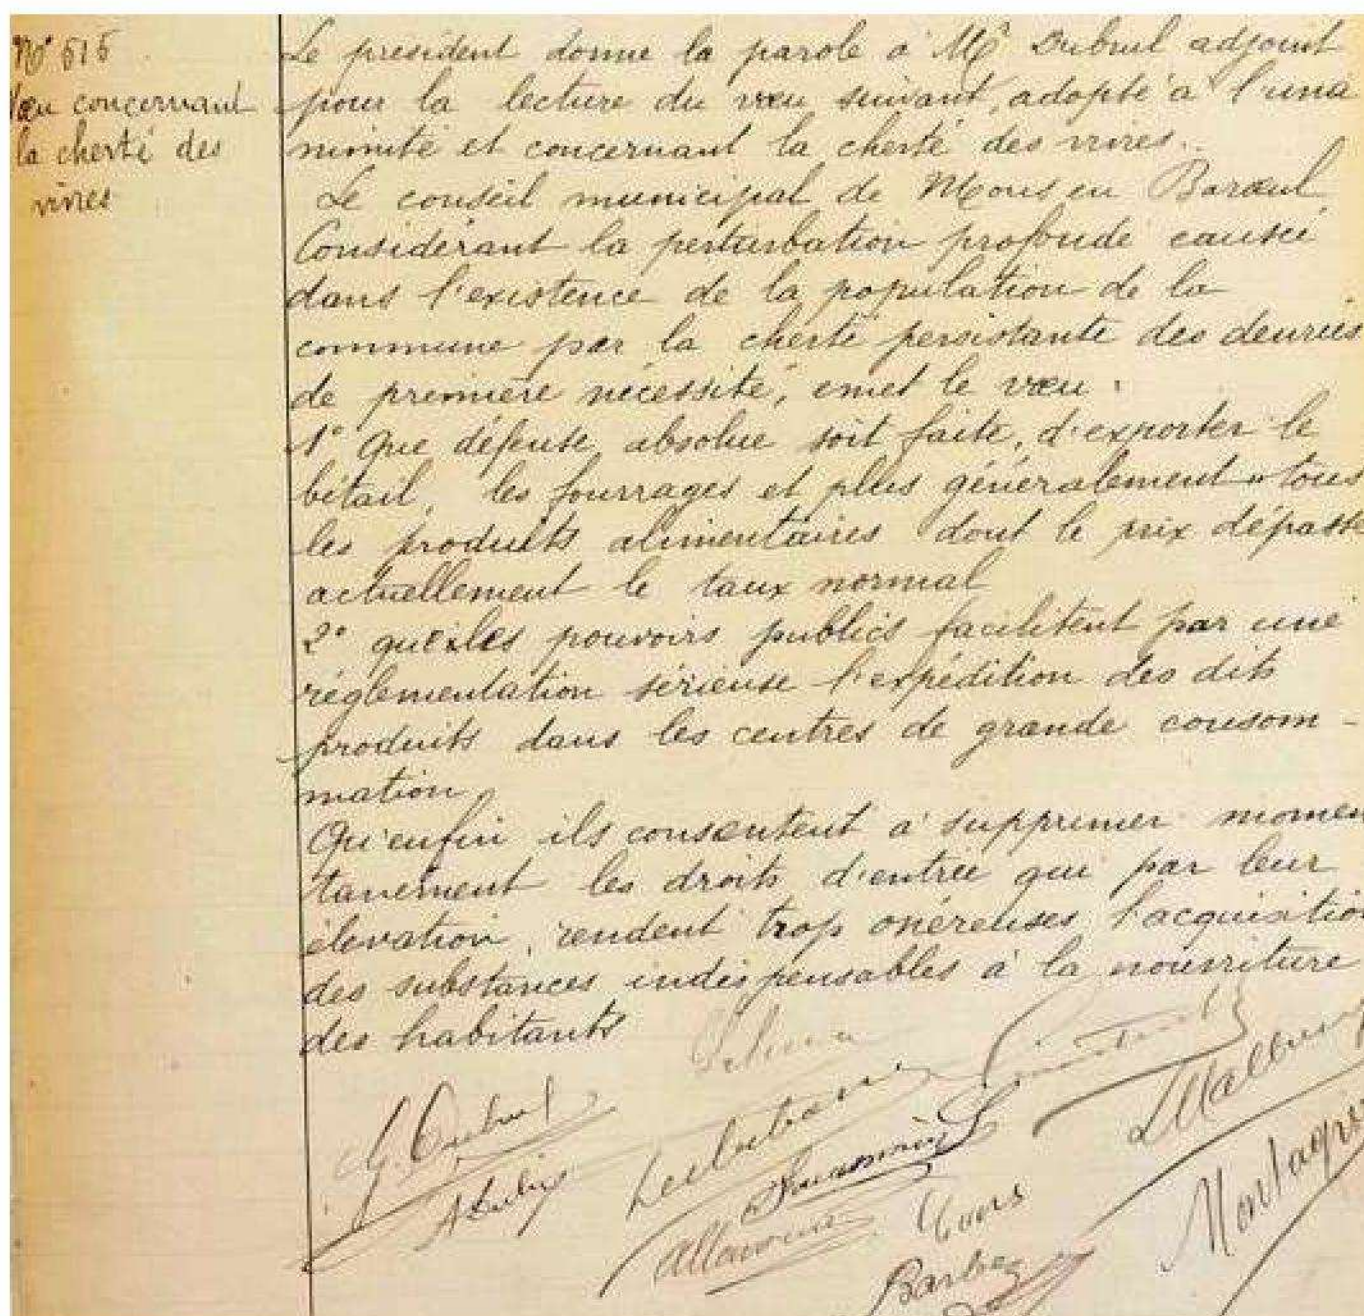 N° 515
Vœu concernant
la cherté des
vivres
Le président donne la parole à Mr Dubrul adjoint
pour la lecture du vœu suivant, adopté à l'una
nimité et concernant la cherté des vivres.
Le conseil municipal de Mons en Barœul
Considérant la perturbation profonde causée
dans l'existence de la population de la
commune par la cherté persistante des denrées
de première nécessité, émet le vœu :
1° Que défense absolue soit faite, d'exporter le
bétail, les fourrages et plus généralement tous
les produits alimentaires dont le prix dépasse
actuellement le taux normal
2° que les pouvoirs publics facilitent par une
réglementation sérieuse l'expédition des dits
produits dans les centres de grande consom-
mation,
Qu'enfin ils consentent à supprimer momen
tanément les droits d'entrée qui par leur
élévation, rendent trop onéreuses l'acquisition
des substances indispensables à la nourriture
des habitants
G. Dubrul
Barbez
Montagne